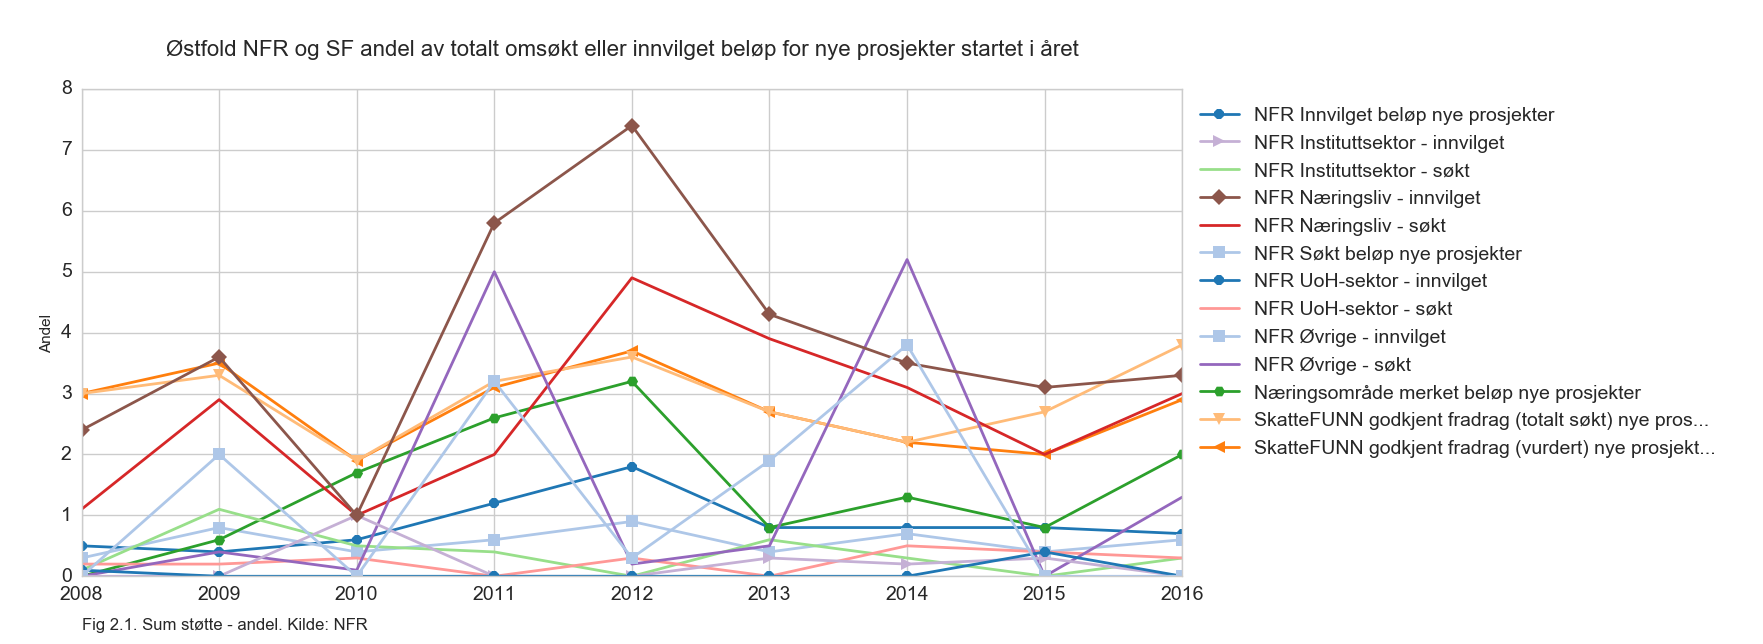 Østfold NFR og SF andel av totalt omsøkt eller innvilget beløp for nye prosjekter startet i året
8
7
6
5
4
3
2
1
0
Andel
2008 2009 2010 2011 2012 2013 2014 2015 2016
NFR Innvilget beløp nye prosjekter
NFR Instituttsektor - innvilget
NFR Instituttsektor - søkt
NFR Næringsliv - innvilget
NFR Næringsliv - søkt
NFR Søkt beløp nye prosjekter
NFR UoH-sektor - innvilget
NFR UoH-sektor - søkt
NFR Øvrige - innvilget
NFR Øvrige - søkt
Næringsområde merket beløp nye prosjekter
SkatteFUNN godkjent fradrag (totalt søkt) nye pros...
SkatteFUNN godkjent fradrag (vurdert) nye prosjekt...
Fig 2.1. Sum støtte - andel. Kilde: NFR